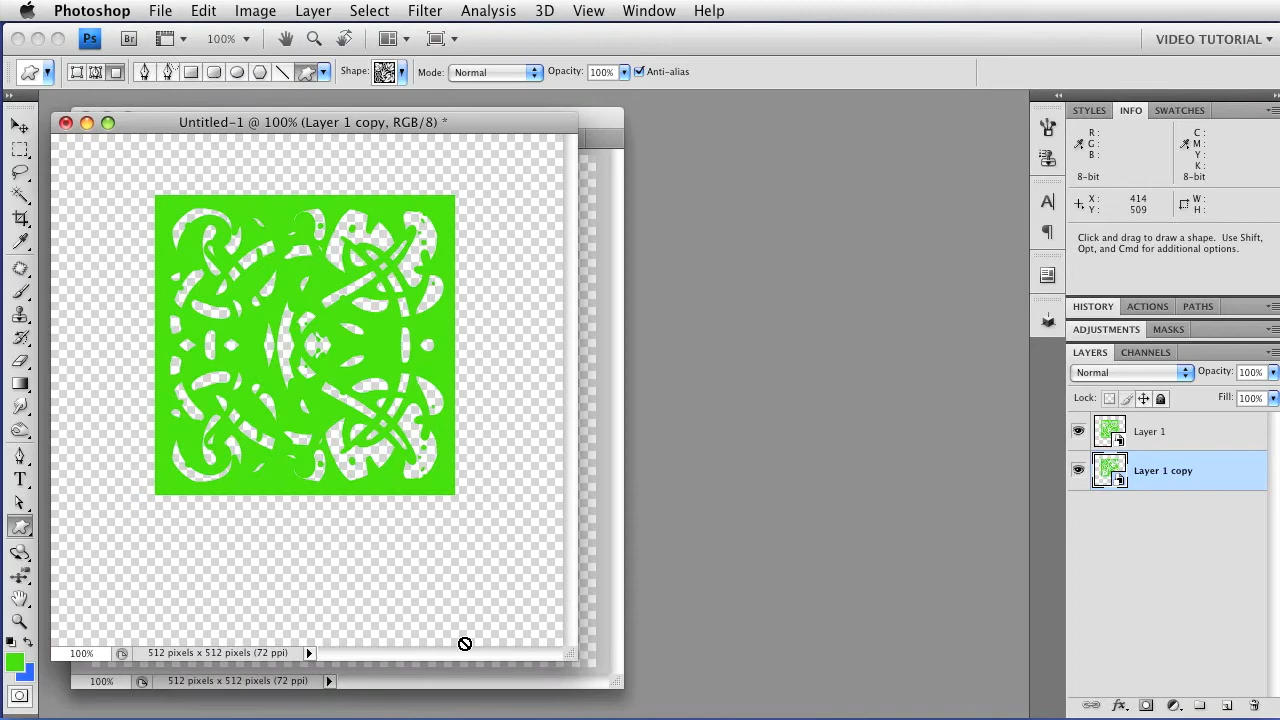 Photoshop File Edit Image Layer Select Filter Analysis 3D View Window Help
Ps Br 100% VIDEO TUTORIAL
Shape: Mode: Normal Opacity: 100% Anti-alias
Untitled-1 @ 100% (Layer 1 copy, RGB/8) *
STYLES INFO SWATCHES
R: C:
G: M:
B: Y:
K:
8-bit 8-bit
X: 414 W:
Y: 509 H:
Click and drag to draw a shape. Use Shift,
Opt, and Cmd for additional options.
HISTORY ACTIONS PATHS
ADJUSTMENTS MASKS
LAYERS CHANNELS
Normal Opacity: 100%
Lock: Fill: 100%
Layer 1
Layer 1 copy
100% 512 pixels x 512 pixels (72 ppi)
100% 512 pixels x 512 pixels (72 ppi)
A
T
fx